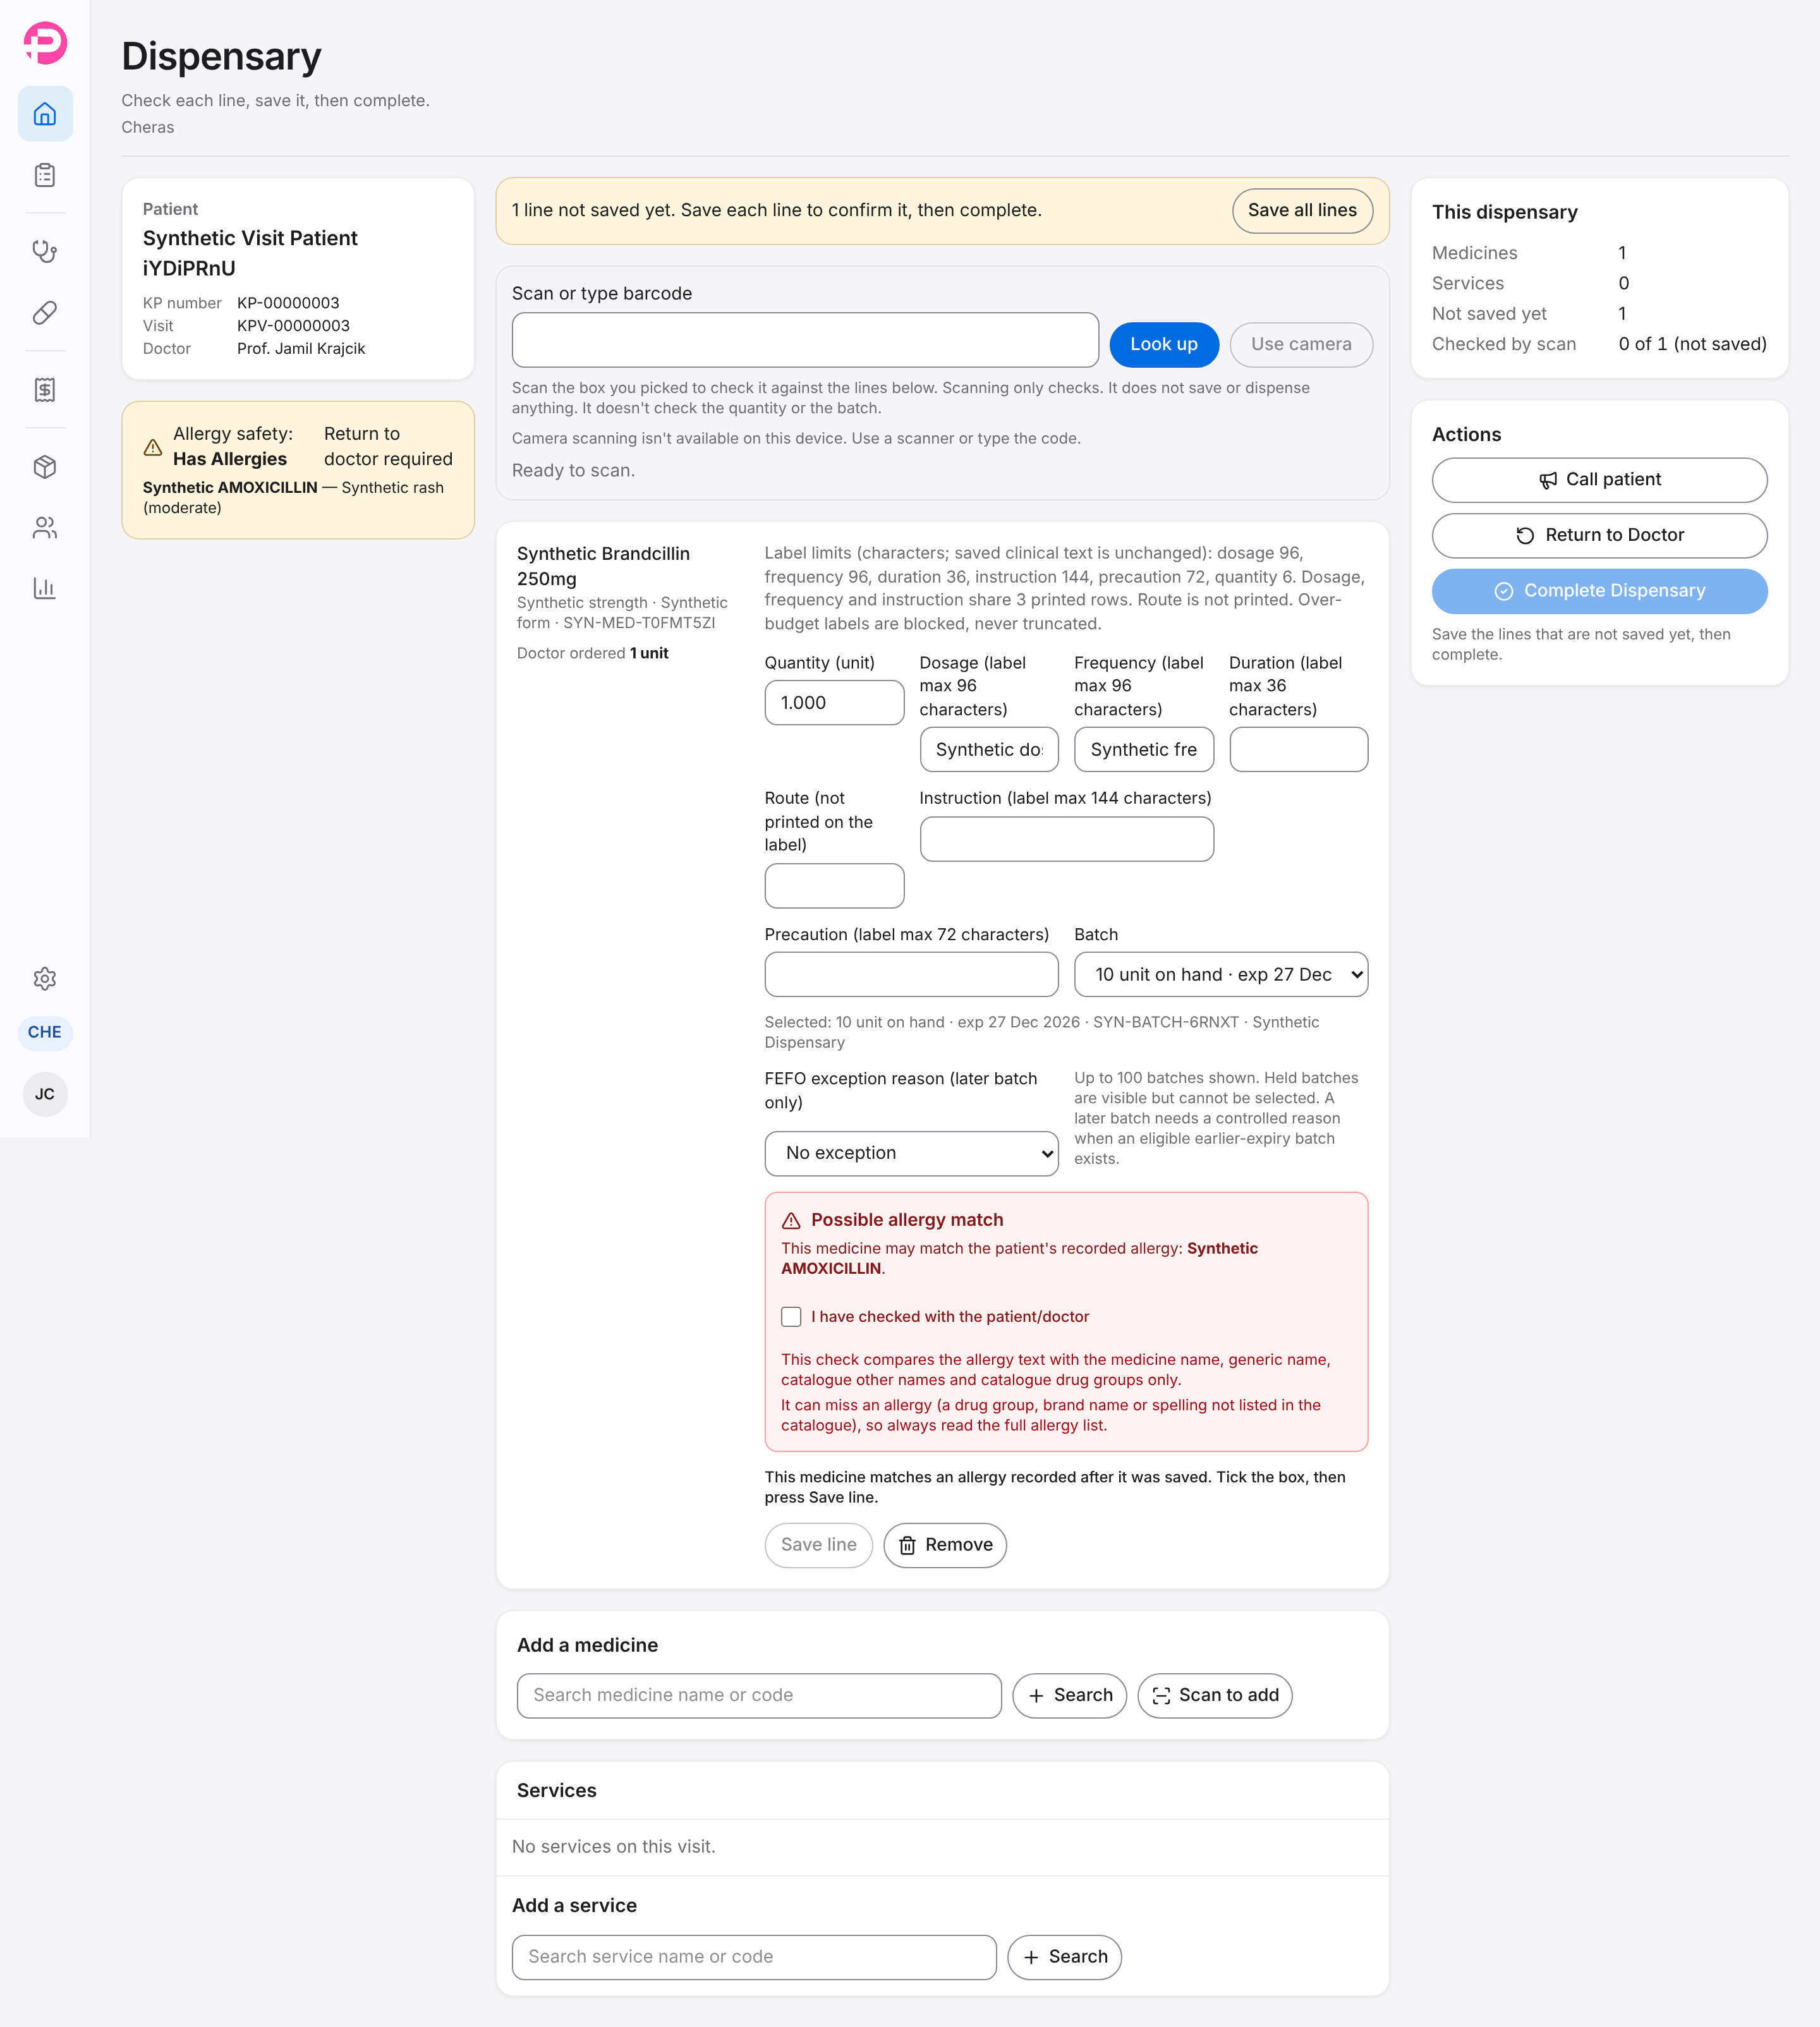 Dispensary
Check each line, save it, then complete.
Cheras
Patient
Synthetic Visit Patient
iYDiPRnU
KP number KP-00000003
Visit KPV-00000003
Doctor Prof. Jamil Krajcik
Allergy safety:
Has Allergies
Return to
doctor required
Synthetic AMOXICILLIN — Synthetic rash
(moderate)
CHE
JC
1 line not saved yet. Save each line to confirm it, then complete.
Save all lines
Scan or type barcode
Look up
Use camera
Scan the box you picked to check it against the lines below. Scanning only checks. It does not save or dispense
anything. It doesn't check the quantity or the batch.
Camera scanning isn't available on this device. Use a scanner or type the code.
Ready to scan.
Synthetic Brandcillin
250mg
Synthetic strength · Synthetic
form · SYN-MED-T0FMT5ZI
Doctor ordered 1 unit
Label limits (characters; saved clinical text is unchanged): dosage 96,
frequency 96, duration 36, instruction 144, precaution 72, quantity 6. Dosage,
frequency and instruction share 3 printed rows. Route is not printed. Over-
budget labels are blocked, never truncated.
Quantity (unit)
1.000
Dosage (label
max 96
characters)
Synthetic do
Frequency (label
max 96
characters)
Synthetic fre
Duration (label
max 36
characters)
Route (not
printed on the
label)
Instruction (label max 144 characters)
Precaution (label max 72 characters)
Batch
10 unit on hand · exp 27 Dec
Selected: 10 unit on hand · exp 27 Dec 2026 · SYN-BATCH-6RNXT · Synthetic
Dispensary
FEFO exception reason (later batch
only)
No exception
Up to 100 batches shown. Held batches
are visible but cannot be selected. A
later batch needs a controlled reason
when an eligible earlier-expiry batch
exists.
Possible allergy match
This medicine may match the patient's recorded allergy: Synthetic
AMOXICILLIN.
I have checked with the patient/doctor
This check compares the allergy text with the medicine name, generic name,
catalogue other names and catalogue drug groups only.
It can miss an allergy (a drug group, brand name or spelling not listed in the
catalogue), so always read the full allergy list.
This medicine matches an allergy recorded after it was saved. Tick the box, then
press Save line.
Save line
Remove
Add a medicine
Search medicine name or code
Search
Scan to add
Services
No services on this visit.
Add a service
Search service name or code
Search
This dispensary
Medicines 1
Services 0
Not saved yet 1
Checked by scan 0 of 1 (not saved)
Actions
Call patient
Return to Doctor
Complete Dispensary
Save the lines that are not saved yet, then
complete.